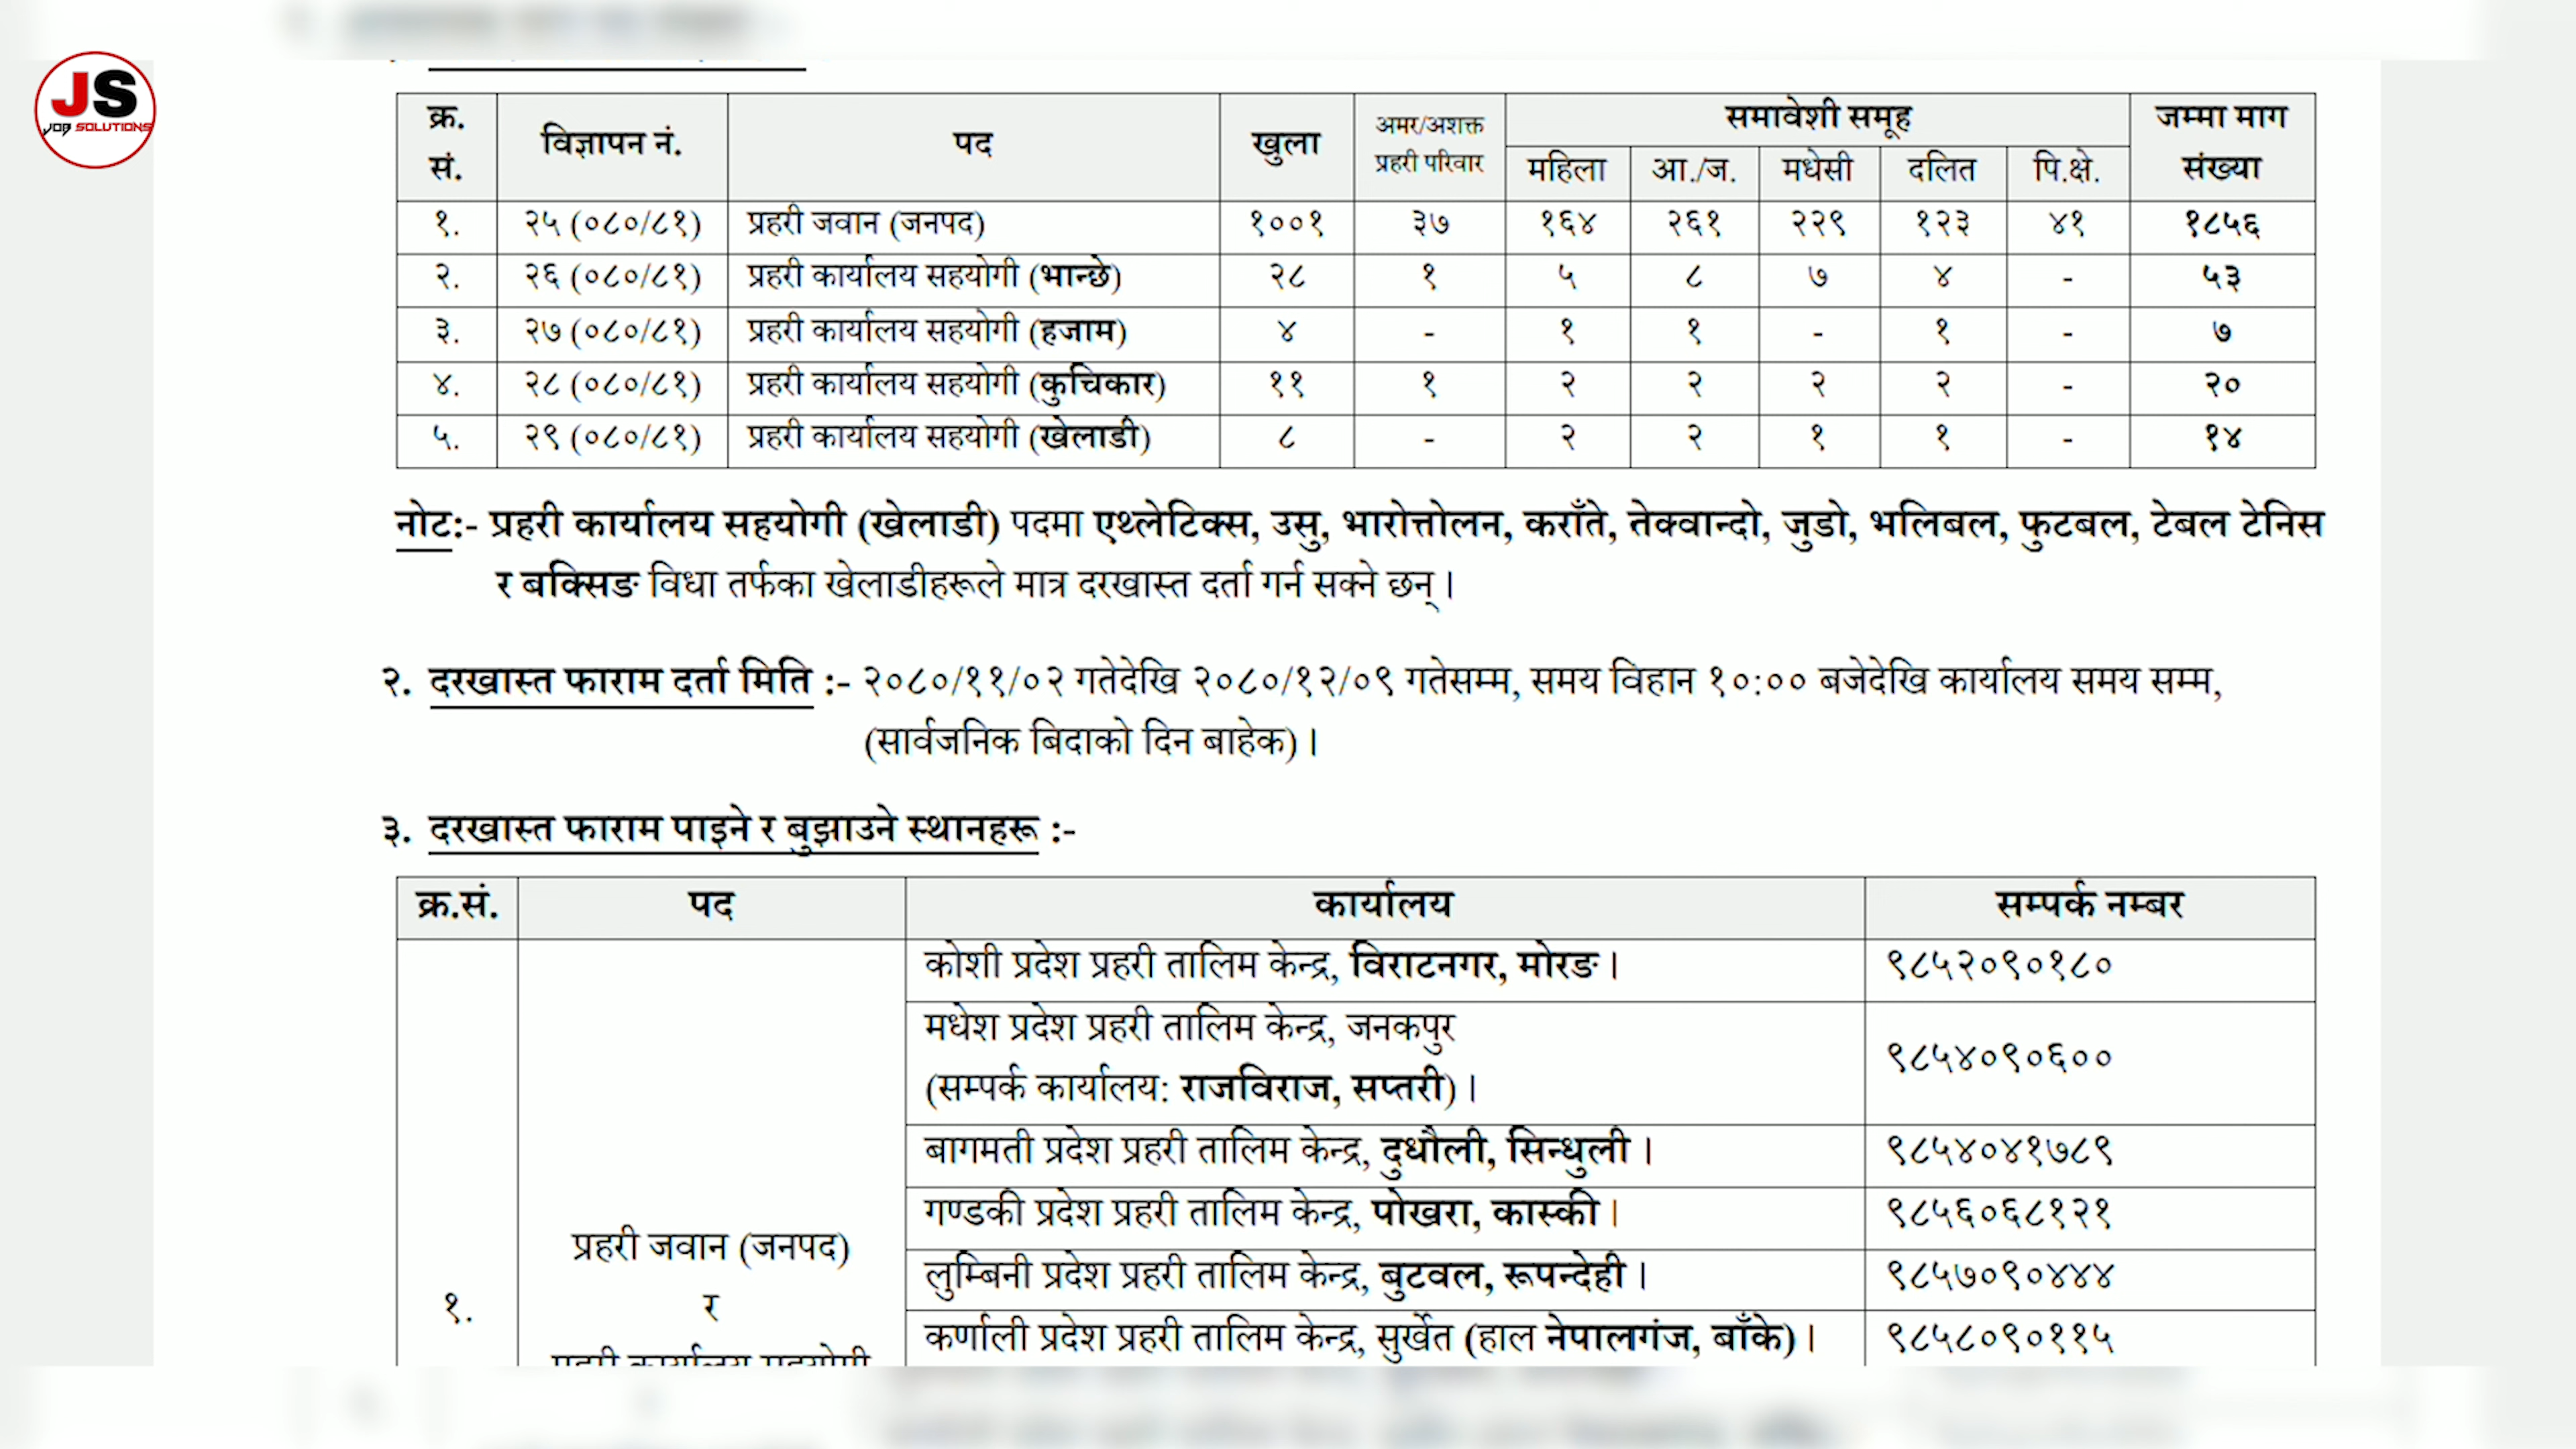 JS
JOB SOLUTIONS
क्र. सं. विज्ञापन नं. पद खुला अमर/अशक्त प्रहरी परिवार समावेशी समूह जम्मा माग संख्या
महिला आ./ज. मधेसी दलित पि.क्षे.
१. २५ (०८०/८१) प्रहरी जवान (जनपद) १००१ ३७ १६४ २६१ २२९ १२३ ४१ १८५६
२. २६ (०८०/८१) प्रहरी कार्यालय सहयोगी (भान्छे) २८ १ ५ ८ ७ ४ - ५३
३. २७ (०८०/८१) प्रहरी कार्यालय सहयोगी (हजाम) ४ - १ १ - १ - ७
४. २८ (०८०/८१) प्रहरी कार्यालय सहयोगी (कुचिकार) ११ १ २ २ २ २ - २०
५. २९ (०८०/८१) प्रहरी कार्यालय सहयोगी (खेलाडी) ८ - २ २ १ १ - १४
नोट:- प्रहरी कार्यालय सहयोगी (खेलाडी) पदमा एथ्लेटिक्स, उसु, भारोत्तोलन, कराँते, तेक्वान्दो, जुडो, भलिबल, फुटबल, टेबल टेनिस
र बक्सिङ विधा तर्फका खेलाडीहरूले मात्र दरखास्त दर्ता गर्न सक्ने छन् ।
२. दरखास्त फाराम दर्ता मिति :- २०८०/११/०२ गतेदेखि २०८०/१२/०९ गतेसम्म, समय विहान १०:०० बजेदेखि कार्यालय समय सम्म,
(सार्वजनिक बिदाको दिन बाहेक) ।
३. दरखास्त फाराम पाइने र बुझाउने स्थानहरू :-
क्र.सं. पद कार्यालय सम्पर्क नम्बर
कोशी प्रदेश प्रहरी तालिम केन्द्र, विराटनगर, मोरङ । ९८५२०९०१८०
मधेश प्रदेश प्रहरी तालिम केन्द्र, जनकपुर
(सम्पर्क कार्यालय: राजविराज, सप्तरी) । ९८५४०९०६००
बागमती प्रदेश प्रहरी तालिम केन्द्र, दुधौली, सिन्धुली । ९८५४०४१७८९
गण्डकी प्रदेश प्रहरी तालिम केन्द्र, पोखरा, कास्की । ९८५६०६८१२१
प्रहरी जवान (जनपद)
लुम्बिनी प्रदेश प्रहरी तालिम केन्द्र, बुटवल, रूपन्देही । ९८५७०९०४४४
१. र
कर्णाली प्रदेश प्रहरी तालिम केन्द्र, सुर्खेत (हाल नेपालगंज, बाँके) । ९८५८०९०११५
प्रहरी कार्यालय सहयोगी